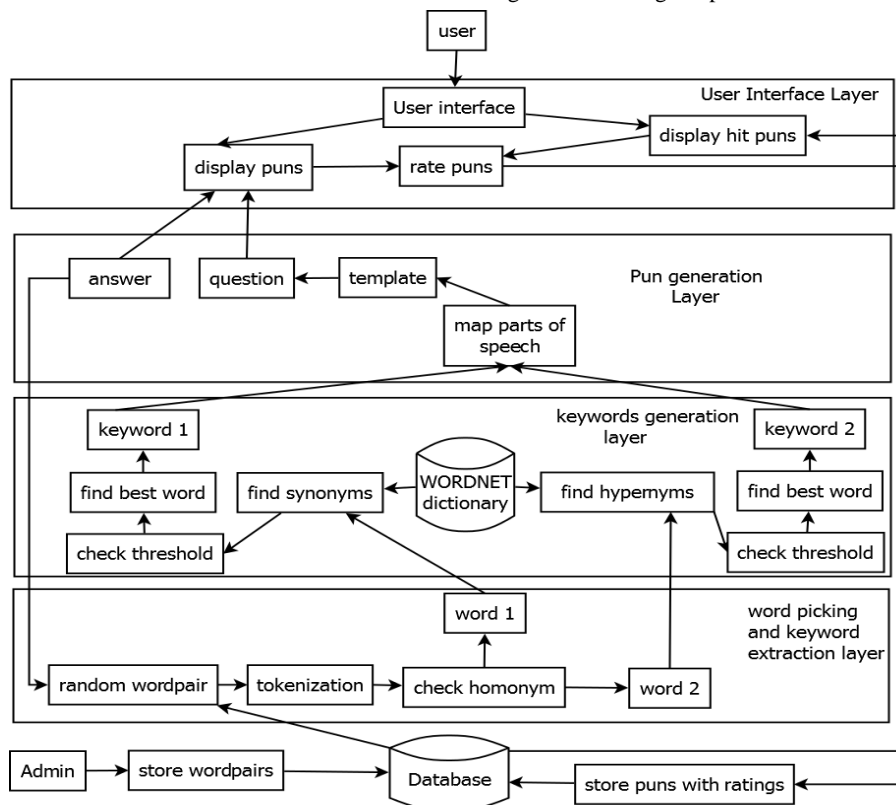 user
User Interface Layer
User interface
display hit puns
display puns
rate puns
answer
question
template
Pun generation
Layer
map parts of
speech
keywords generation
layer
keyword 1
keyword 2
WORDNET
dictionary
find best word
find synonyms
find hypernyms
find best word
check threshold
check threshold
word 1
word picking
and keyword
extraction layer
random wordpair
tokenization
check homonym
word 2
Admin
store wordpairs
Database
store puns with ratings